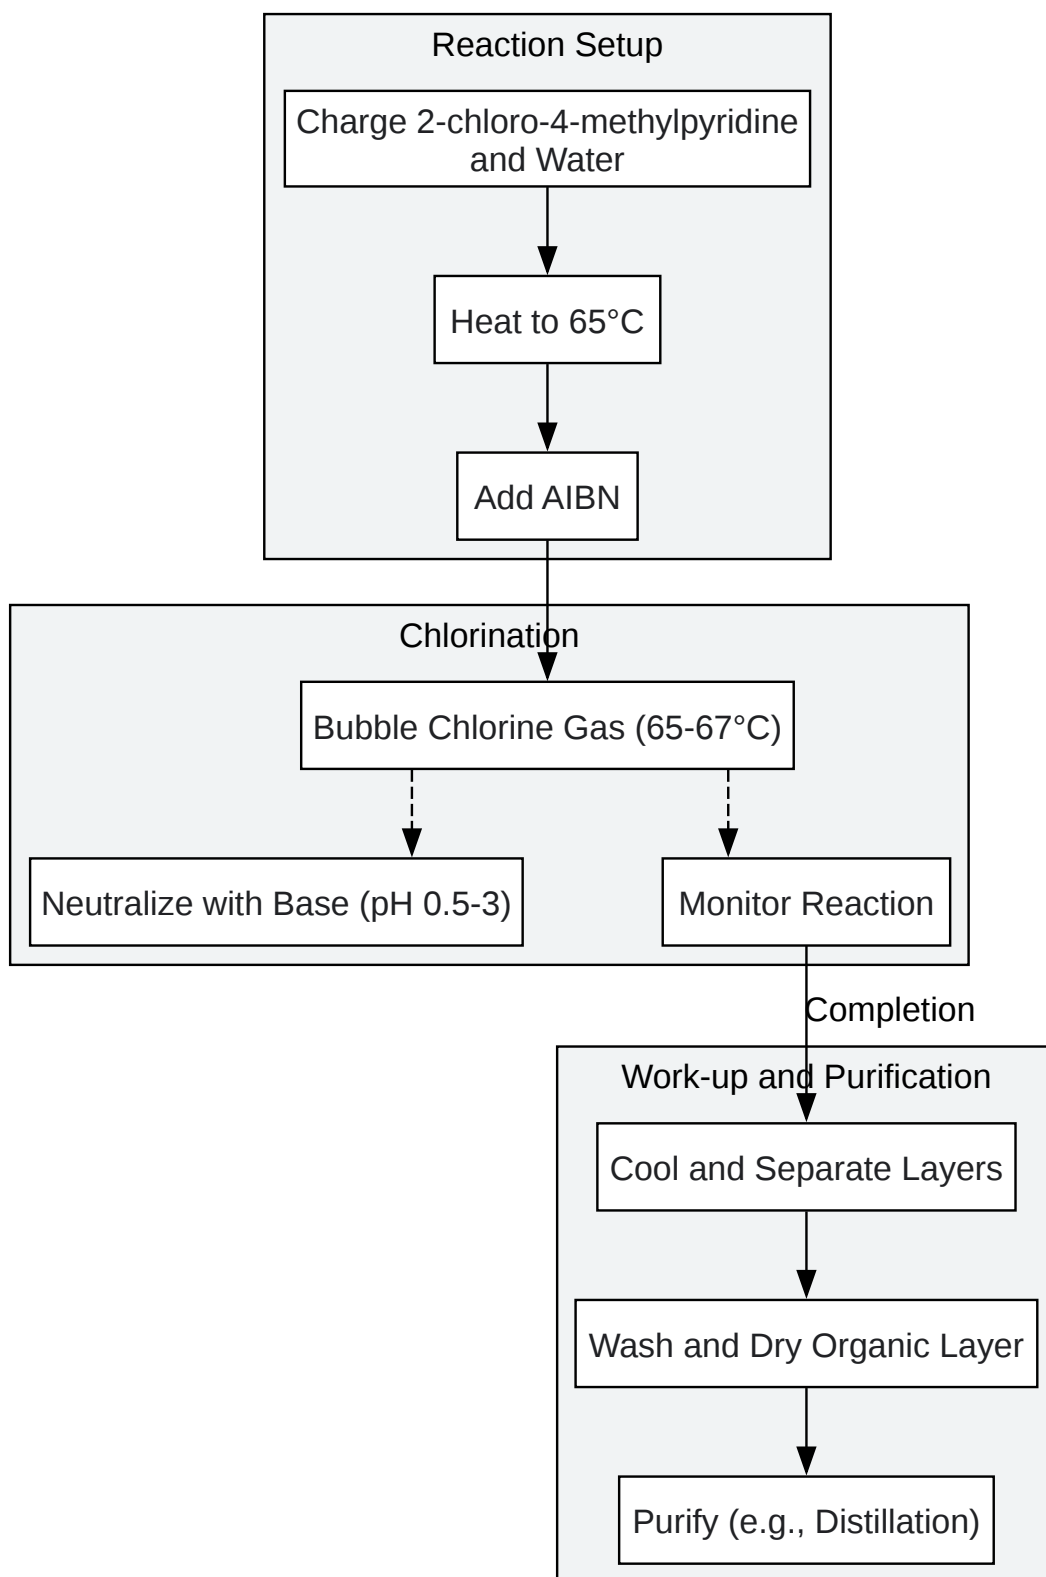 Reaction Setup
Charge 2-chloro-4-methylpyridine
and Water
Heat to 65°C
Add AIBN
Chlorination
Bubble Chlorine Gas (65-67°C)
Neutralize with Base (pH 0.5-3)
Monitor Reaction
Completion
Work-up and Purification
Cool and Separate Layers
Wash and Dry Organic Layer
Purify (e.g., Distillation)